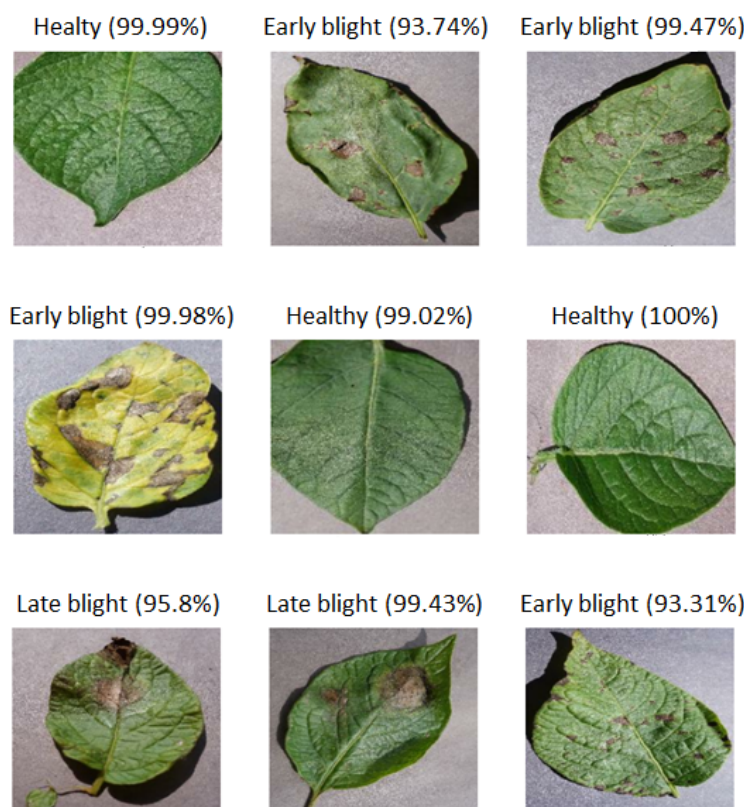 Healty (99.99%)
Early blight (93.74%)
Early blight (99.47%)
Early blight (99.98%)
Healthy (99.02%)
Healthy (100%)
Late blight (95.8%)
Late blight (99.43%)
Early blight (93.31%)